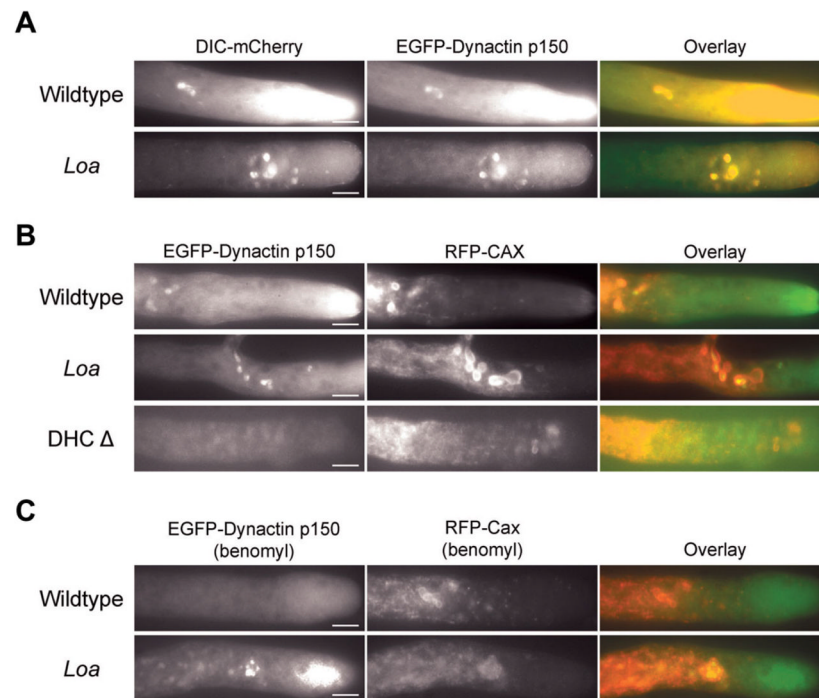 A
DIC-mCherry EGFP-Dynactin p150 Overlay
Wildtype
Loa
B
EGFP-Dynactin p150 RFP-CAX Overlay
Wildtype
Loa
DHC Δ
C
EGFP-Dynactin p150 RFP-Cax Overlay
(benomyl) (benomyl)
Wildtype
Loa